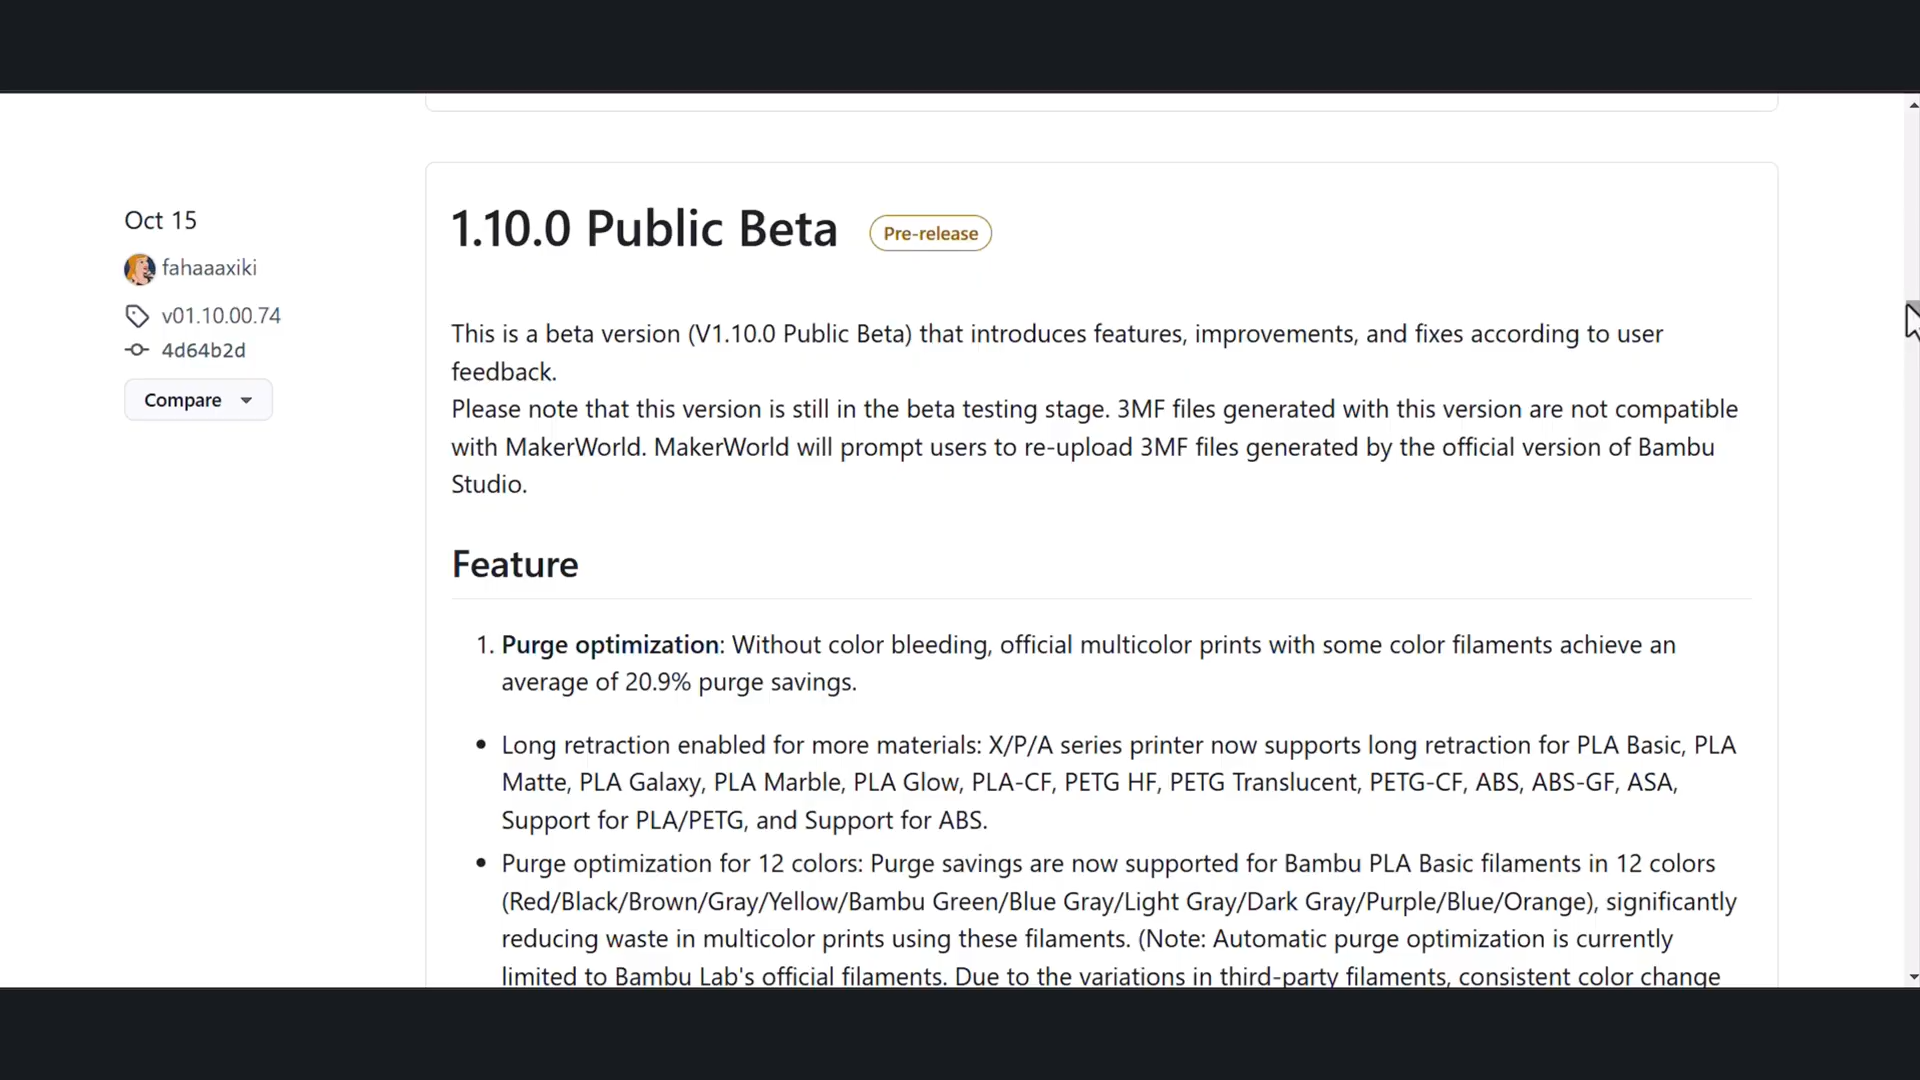 Oct 15
fahaaaxiki
v01.10.00.74
4d64b2d
Compare
1.10.0 Public Beta
Pre-release
This is a beta version (V1.10.0 Public Beta) that introduces features, improvements, and fixes according to user
feedback.
Please note that this version is still in the beta testing stage. 3MF files generated with this version are not compatible
with MakerWorld. MakerWorld will prompt users to re-upload 3MF files generated by the official version of Bambu
Studio.
Feature
1. Purge optimization: Without color bleeding, official multicolor prints with some color filaments achieve an
average of 20.9% purge savings.
• Long retraction enabled for more materials: X/P/A series printer now supports long retraction for PLA Basic, PLA
Matte, PLA Galaxy, PLA Marble, PLA Glow, PLA-CF, PETG HF, PETG Translucent, PETG-CF, ABS, ABS-GF, ASA,
Support for PLA/PETG, and Support for ABS.
• Purge optimization for 12 colors: Purge savings are now supported for Bambu PLA Basic filaments in 12 colors
(Red/Black/Brown/Gray/Yellow/Bambu Green/Blue Gray/Light Gray/Dark Gray/Purple/Blue/Orange), significantly
reducing waste in multicolor prints using these filaments. (Note: Automatic purge optimization is currently
limited to Bambu Lab's official filaments. Due to the variations in third-party filaments, consistent color change